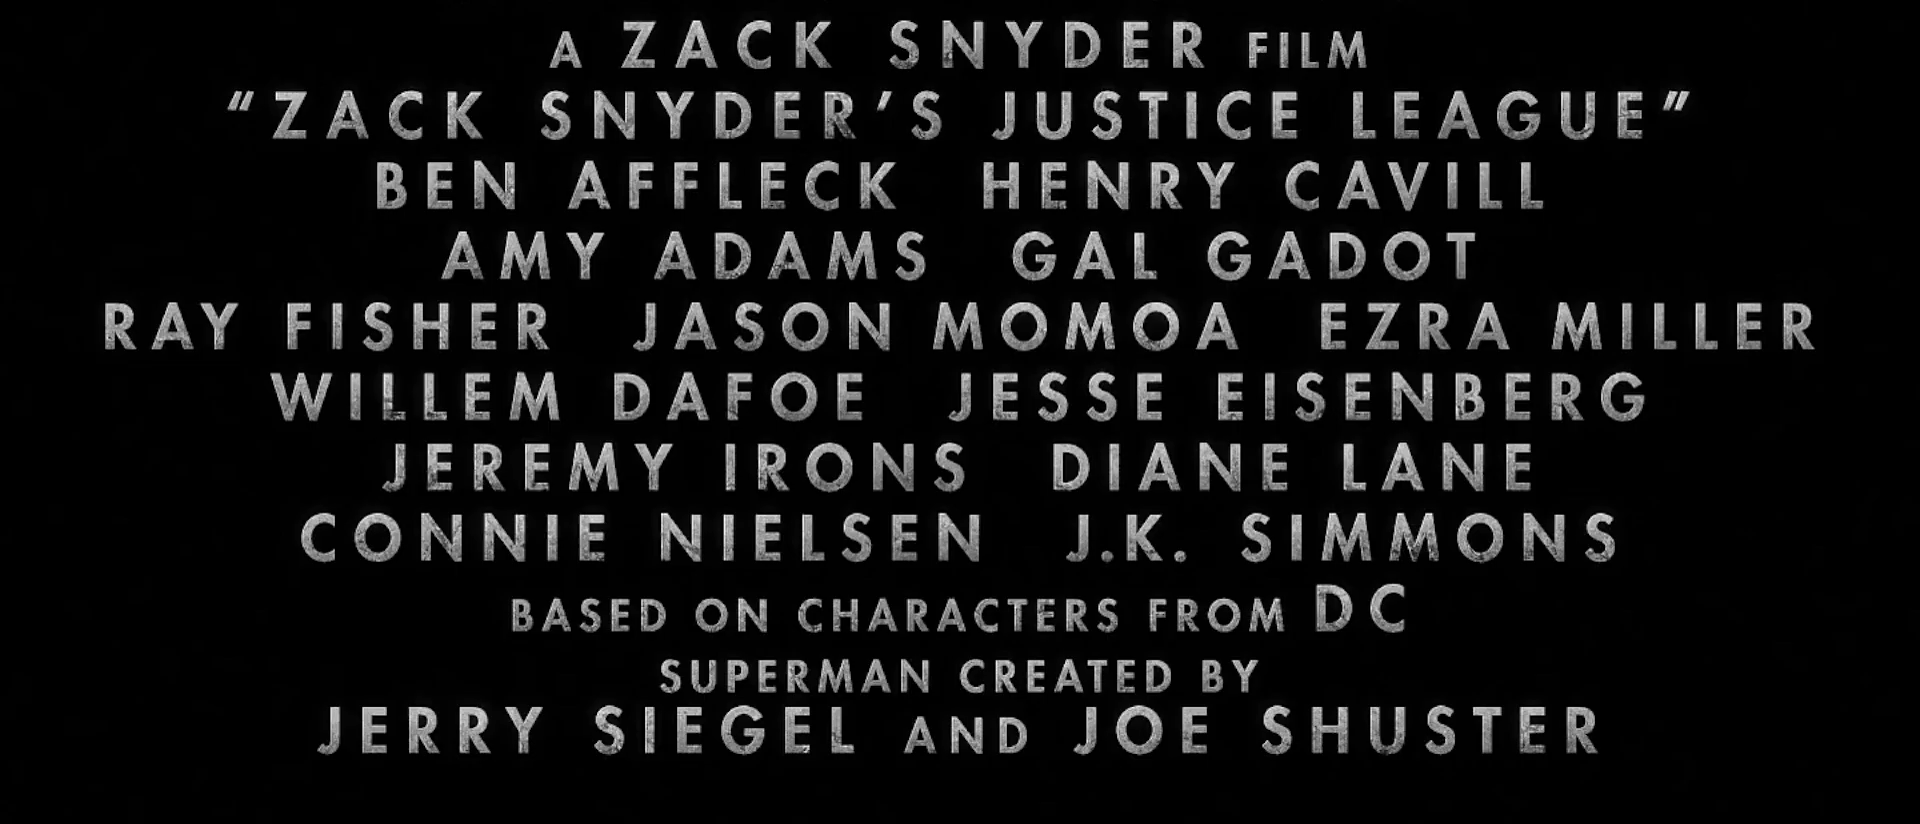 A ZACK SNYDER FILM
“ZACK SNYDER’S JUSTICE LEAGUE”
BEN AFFLECK HENRY CAVILL
AMY ADAMS GAL GADOT
RAY FISHER JASON MOMOA EZRA MILLER
WILLEM DAFOE JESSE EISENBERG
JEREMY IRONS DIANE LANE
CONNIE NIELSEN J.K. SIMMONS
BASED ON CHARACTERS FROM DC
SUPERMAN CREATED BY
JERRY SIEGEL AND JOE SHUSTER